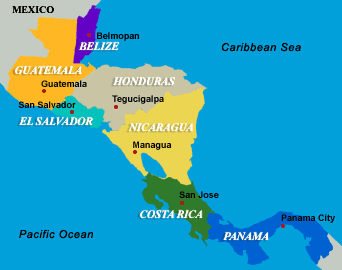 MEXICO
Belmopan
BELIZE
Caribbean Sea
GUATEMALA
HONDURAS
Guatemala
San Salvador
Tegucigalpa
EL SALVADOR
NICARAGUA
Managua
San Jose
COSTA RICA
Panama City
Pacific Ocean
PANAMA